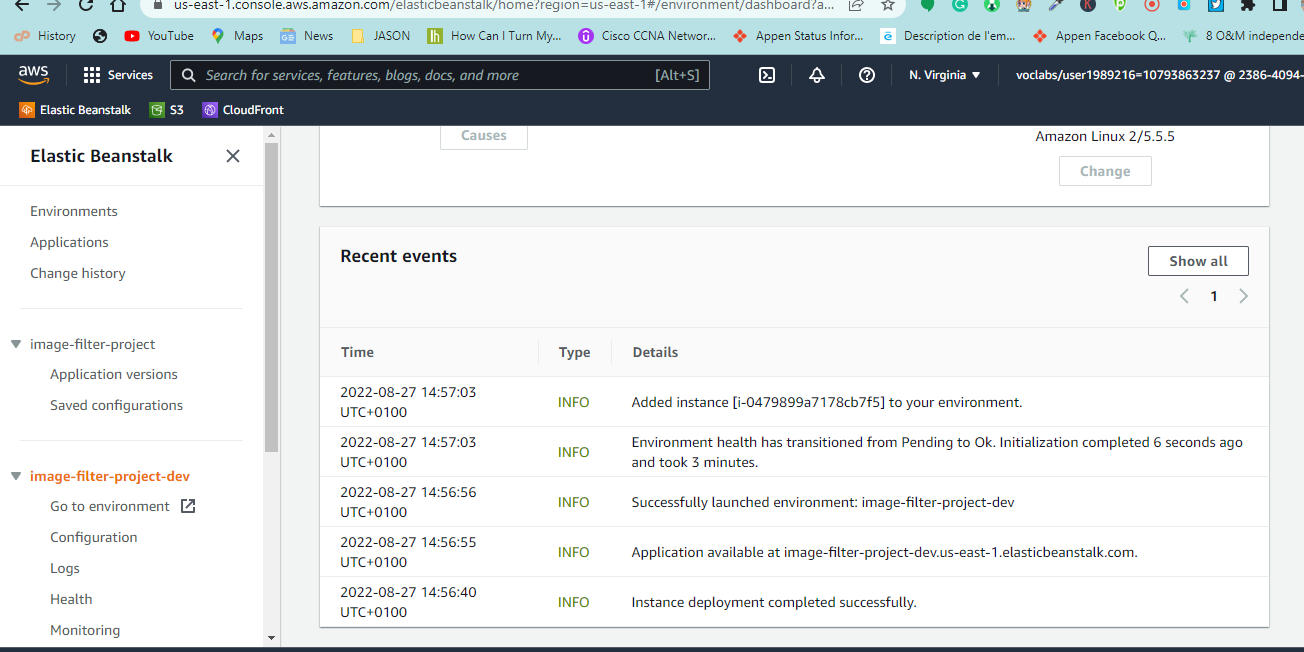 us-east-1.console.aws.amazon.com/elasticbeanstalk/home?region=us-east-1#/environment/dashboard?a...
History YouTube Maps News JASON How Can I Turn My... Cisco CCNA Networ... Appen Status Infor... Description de l'em... Appen Facebook Q... 8 O&M independe
aws Services Search for services, features, blogs, docs, and more [Alt+S] N. Virginia ▼ voclabs/user1989216=10793863237 @ 2386-4094-
Elastic Beanstalk S3 CloudFront
Elastic Beanstalk
Environments
Applications
Change history
image-filter-project
Application versions
Saved configurations
image-filter-project-dev
Go to environment
Configuration
Logs
Health
Monitoring
Causes
Amazon Linux 2/5.5.5
Change
Recent events
Show all
1
Time Type Details
2022-08-27 14:57:03
UTC+0100
INFO
Added instance [i-0479899a7178cb7f5] to your environment.
2022-08-27 14:57:03
UTC+0100
INFO
Environment health has transitioned from Pending to Ok. Initialization completed 6 seconds ago
and took 3 minutes.
2022-08-27 14:56:56
UTC+0100
INFO
Successfully launched environment: image-filter-project-dev
2022-08-27 14:56:55
UTC+0100
INFO
Application available at image-filter-project-dev.us-east-1.elasticbeanstalk.com.
2022-08-27 14:56:40
UTC+0100
INFO
Instance deployment completed successfully.